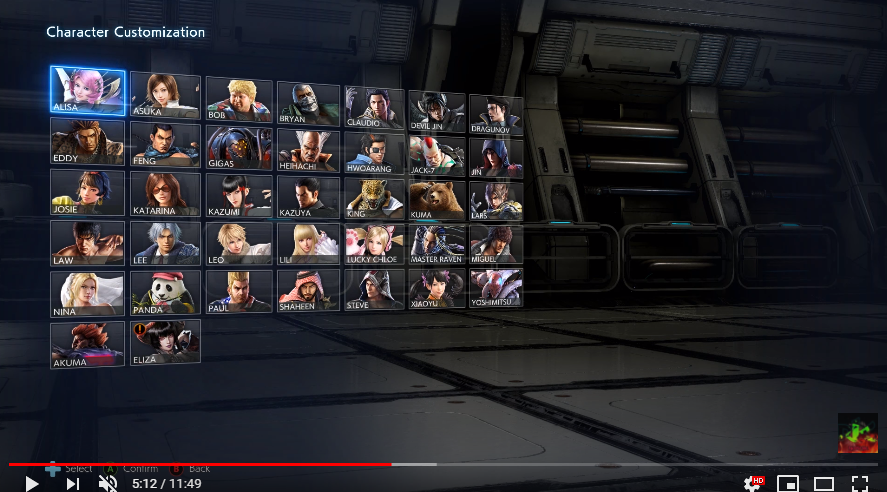 Character Customization
ALISA ASUKA BOB BRYAN CLAUDIO DEVIL JIN DRAGUNOV
EDDY FENG GIGAS HEIHACHI HWOARANG JACK-7 JIN
JOSIE KATARINA KAZUMI KAZUYA KING KUMA LARS
LAW LEE LEO LILI LUCKY CHLOE MASTER RAVEN MIGUEL
NINA PANDA PAUL SHAHEEN STEVE XIAOYU YOSHIMITSU
AKUMA ! ELIZA
Select A Confirm B Back
5:12 / 11:49 HD